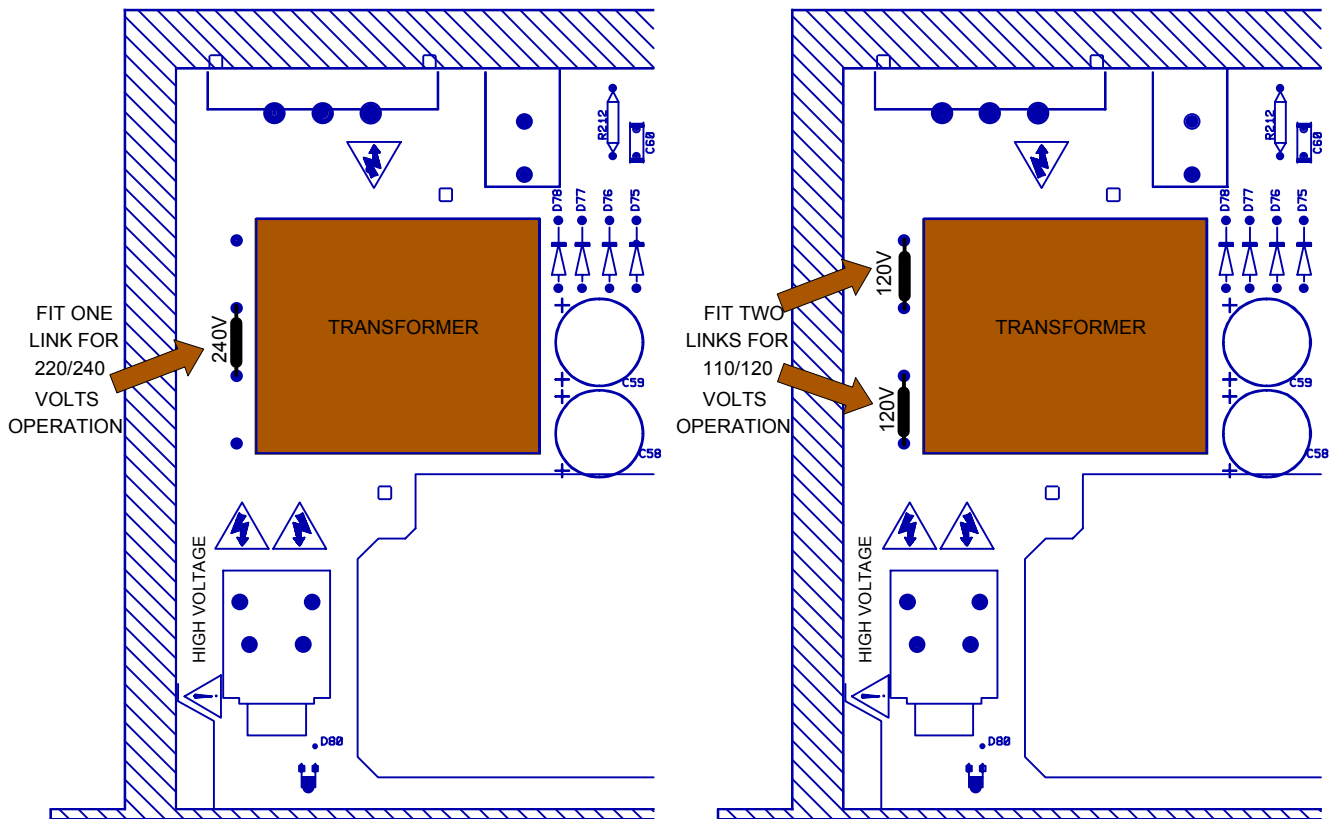 R212
C60
D78
D77
D76
D75
FIT ONE
LINK FOR
220/240
VOLTS
OPERATION
240V
TRANSFORMER
+
+
C59
+
+
C58
HIGH VOLTAGE
!
D80
R212
C60
D78
D77
D76
D75
120V
FIT TWO
LINKS FOR
110/120
VOLTS
OPERATION
120V
TRANSFORMER
+
+
C59
+
+
C58
HIGH VOLTAGE
!
D80